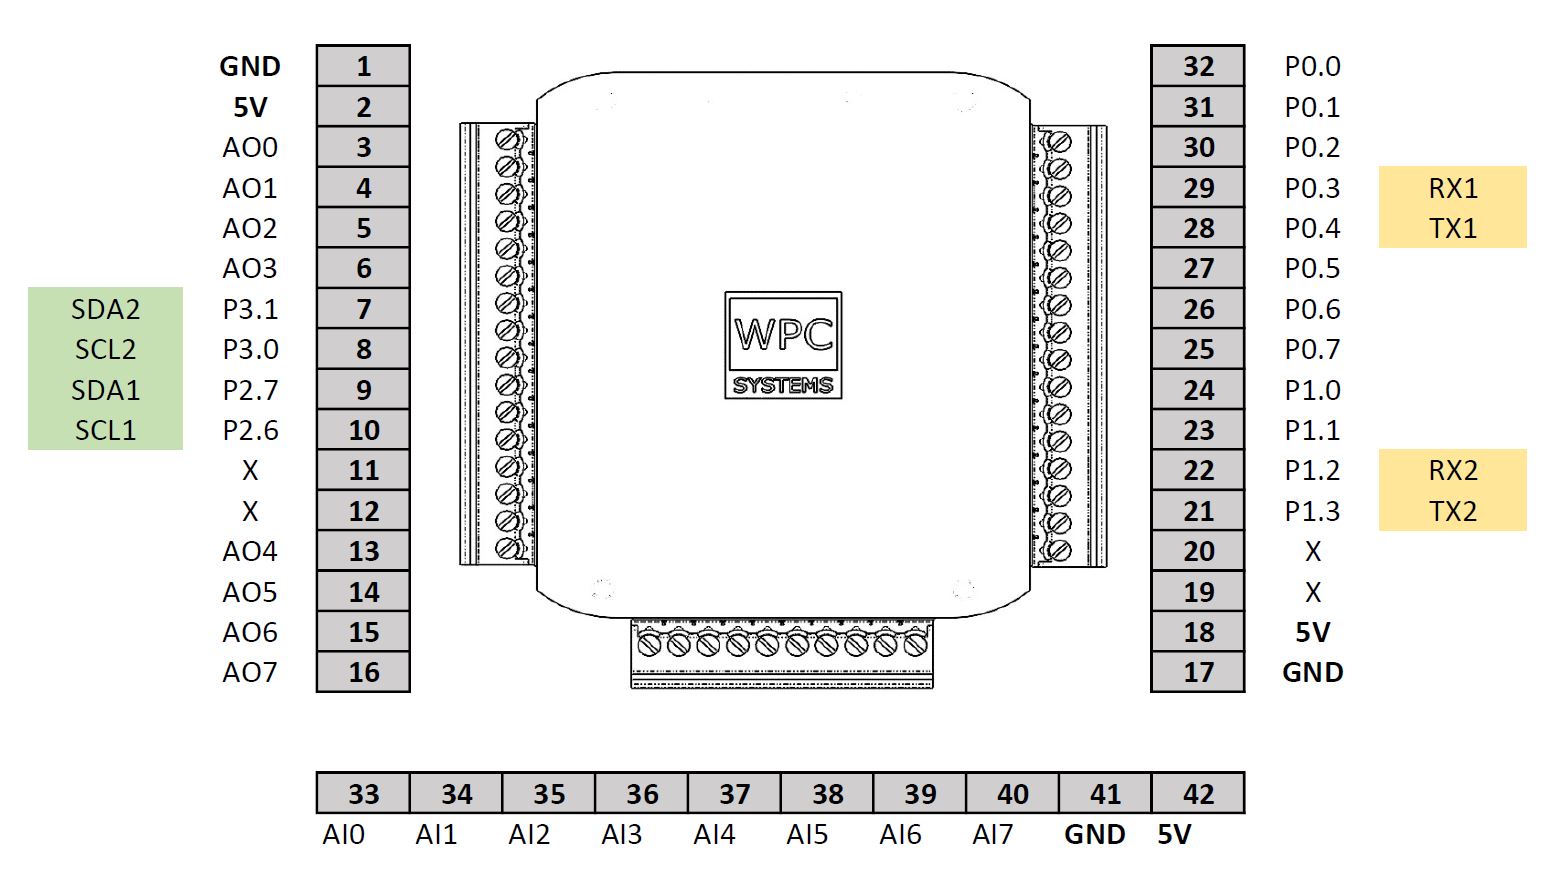 GND 1 32 P0.0
5V 2 31 P0.1
AO0 3 30 P0.2
AO1 4 29 P0.3 RX1
AO2 5 28 P0.4 TX1
AO3 6 27 P0.5
SDA2 P3.1 7 26 P0.6
SCL2 P3.0 8 25 P0.7
SDA1 P2.7 9 24 P1.0
SCL1 P2.6 10 23 P1.1
X 11 22 P1.2 RX2
X 12 21 P1.3 TX2
AO4 13 20 X
AO5 14 19 X
AO6 15 18 5V
AO7 16 17 GND
WPC
SYSTEMS
33 34 35 36 37 38 39 40 41 42
AI0 AI1 AI2 AI3 AI4 AI5 AI6 AI7 GND 5V